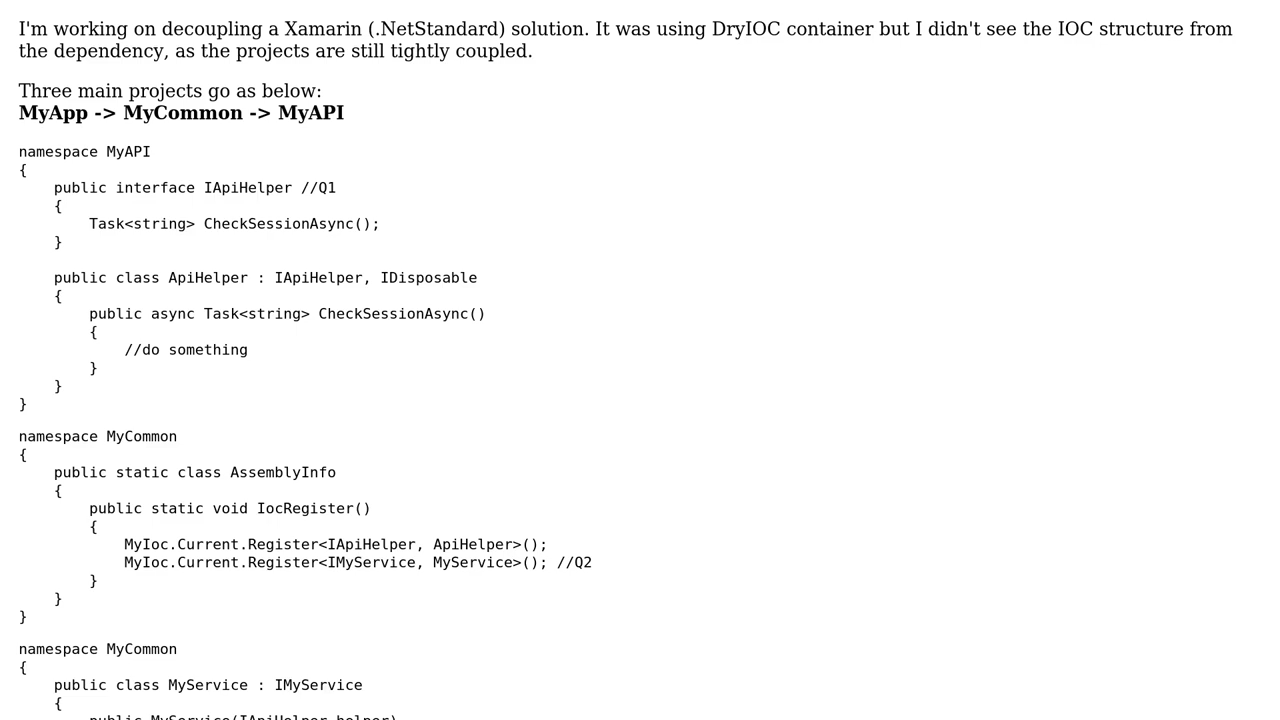 I'm working on decoupling a Xamarin (.NetStandard) solution. It was using DryIOC container but I didn't see the IOC structure from
the dependency, as the projects are still tightly coupled.
Three main projects go as below:
MyApp -> MyCommon -> MyAPI
namespace MyAPI
{
    public interface IApiHelper //Q1
    {
        Task<string> CheckSessionAsync();
    }
    public class ApiHelper : IApiHelper, IDisposable
    {
        public async Task<string> CheckSessionAsync()
        {
            //do something
        }
    }
}
namespace MyCommon
{
    public static class AssemblyInfo
    {
        public static void IocRegister()
        {
            MyIoc.Current.Register<IApiHelper, ApiHelper>();
            MyIoc.Current.Register<IMyService, MyService>(); //Q2
        }
    }
}
namespace MyCommon
{
    public class MyService : IMyService
    {
        public MyService(IApiHelper helper)